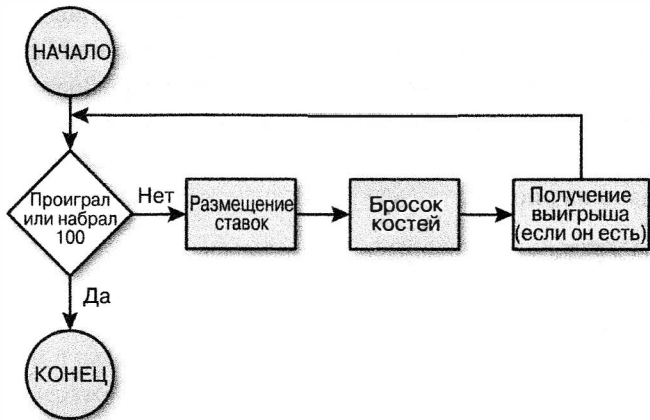 НАЧАЛО
Проиграл
или набрал
100
Нет
Размещение
ставок
Бросок
костей
Получение
выигрыша
(если он есть)
Да
КОНЕЦ